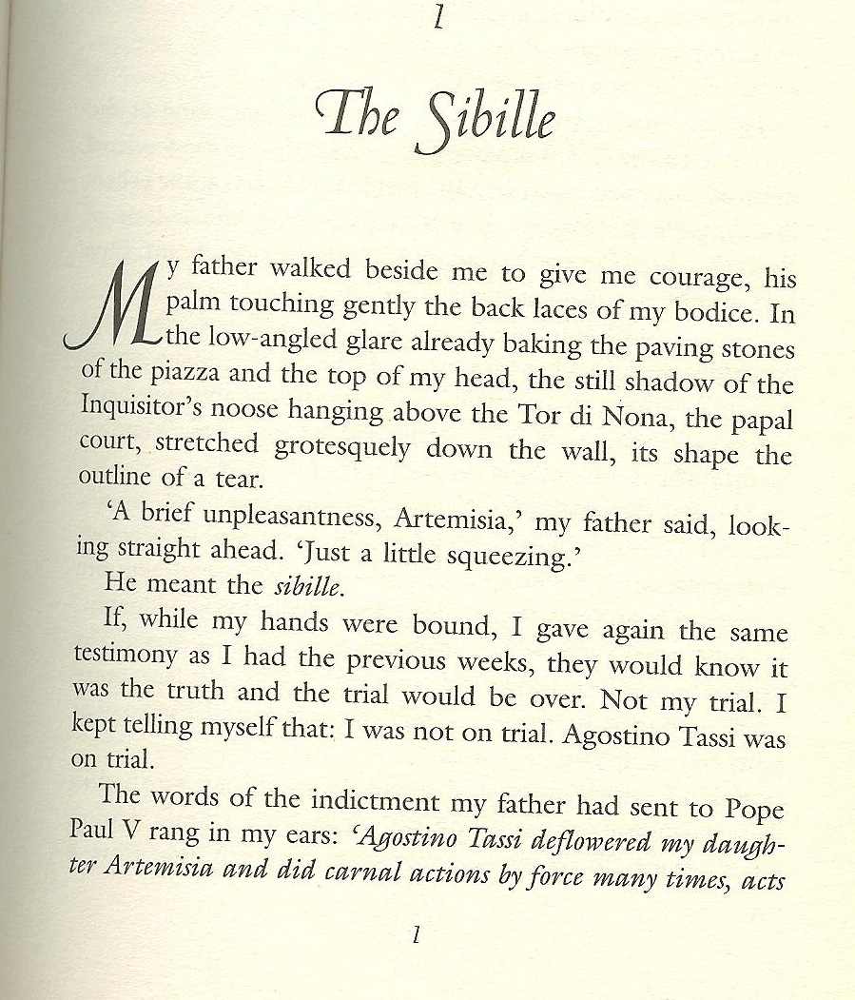 1
The Sibille
My father walked beside me to give me courage, his
palm touching gently the back laces of my bodice. In
the low-angled glare already baking the paving stones
of the piazza and the top of my head, the still shadow of the
Inquisitor's noose hanging above the Tor di Nona, the papal
court, stretched grotesquely down the wall, its shape the
outline of a tear.
'A brief unpleasantness, Artemisia,' my father said, look-
ing straight ahead. 'Just a little squeezing.'
He meant the sibille.
If, while my hands were bound, I gave again the same
testimony as I had the previous weeks, they would know it
was the truth and the trial would be over. Not my trial. I
kept telling myself that: I was not on trial. Agostino Tassi was
on trial.
The words of the indictment my father had sent to Pope
Paul V rang in my ears: 'Agostino Tassi deflowered my daugh-
ter Artemisia and did carnal actions by force many times, acts
1